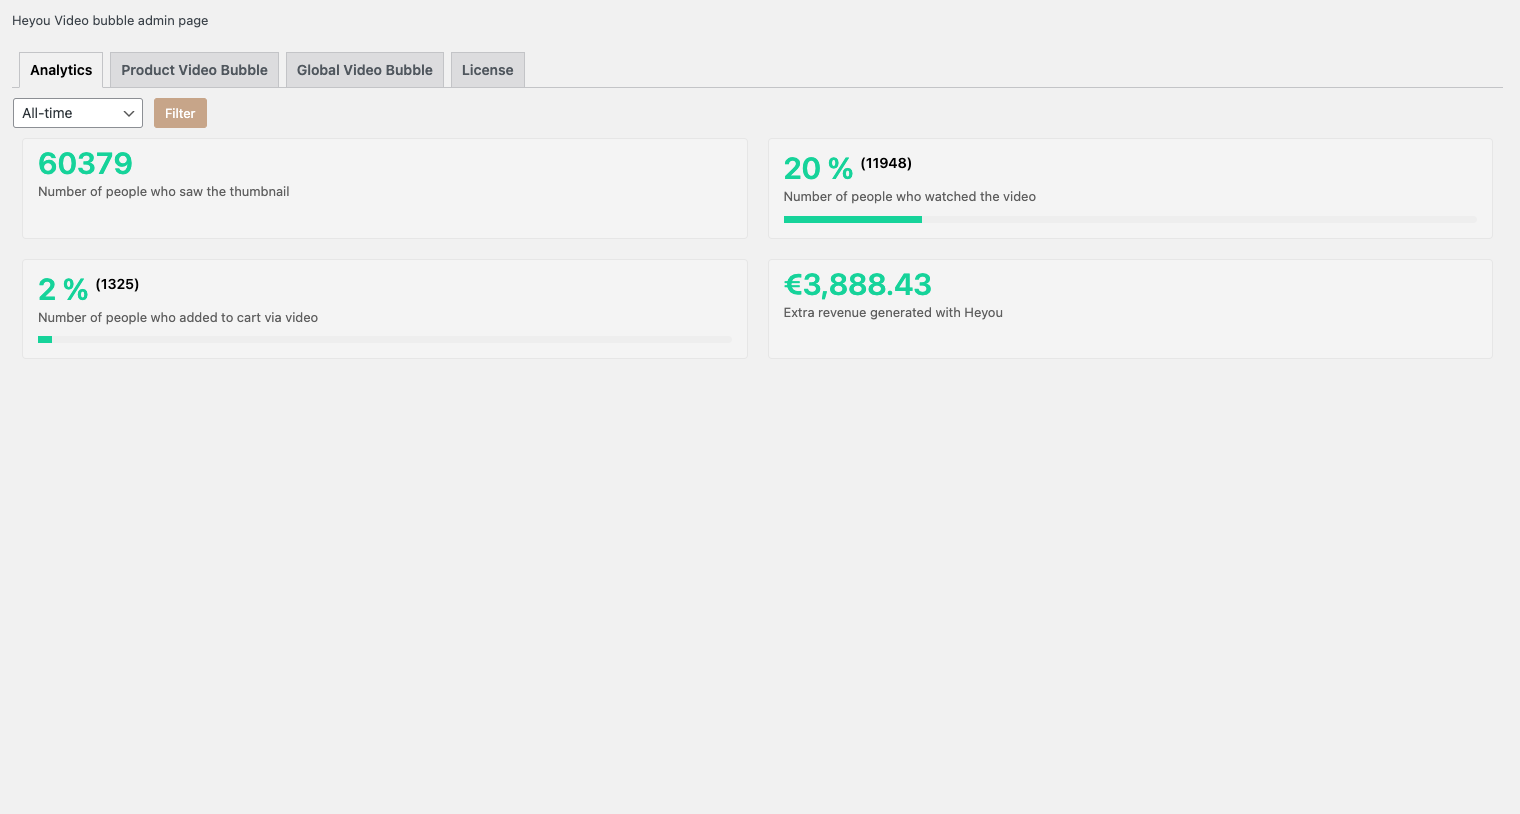 Heyou Video bubble admin page
Analytics
Product Video Bubble
Global Video Bubble
License
All-time
Filter
60379
Number of people who saw the thumbnail
20 % (11948)
Number of people who watched the video
2 % (1325)
Number of people who added to cart via video
€3,888.43
Extra revenue generated with Heyou